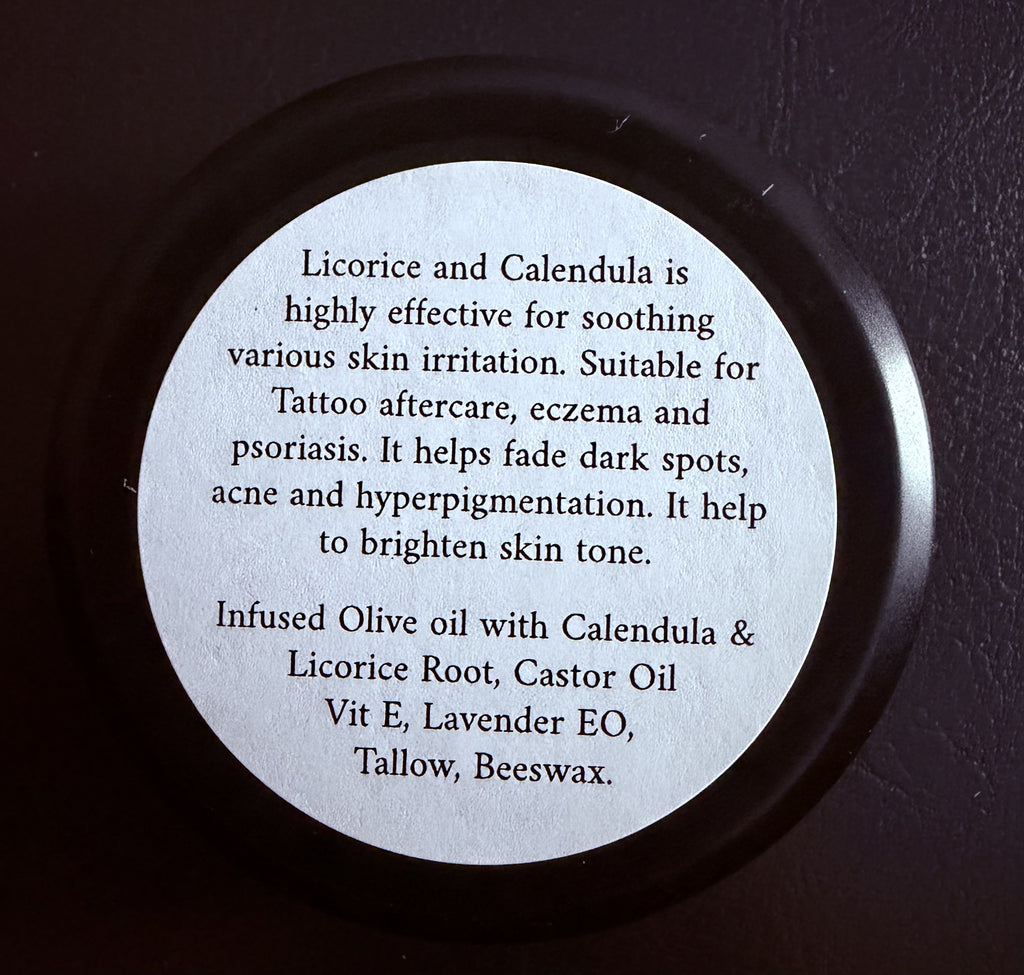 Licorice and Calendula is
highly effective for soothing
various skin irritation. Suitable for
Tattoo aftercare, eczema and
psoriasis. It helps fade dark spots,
acne and hyperpigmentation. It help
to brighten skin tone.
Infused Olive oil with Calendula &
Licorice Root, Castor Oil
Vit E, Lavender EO,
Tallow, Beeswax.